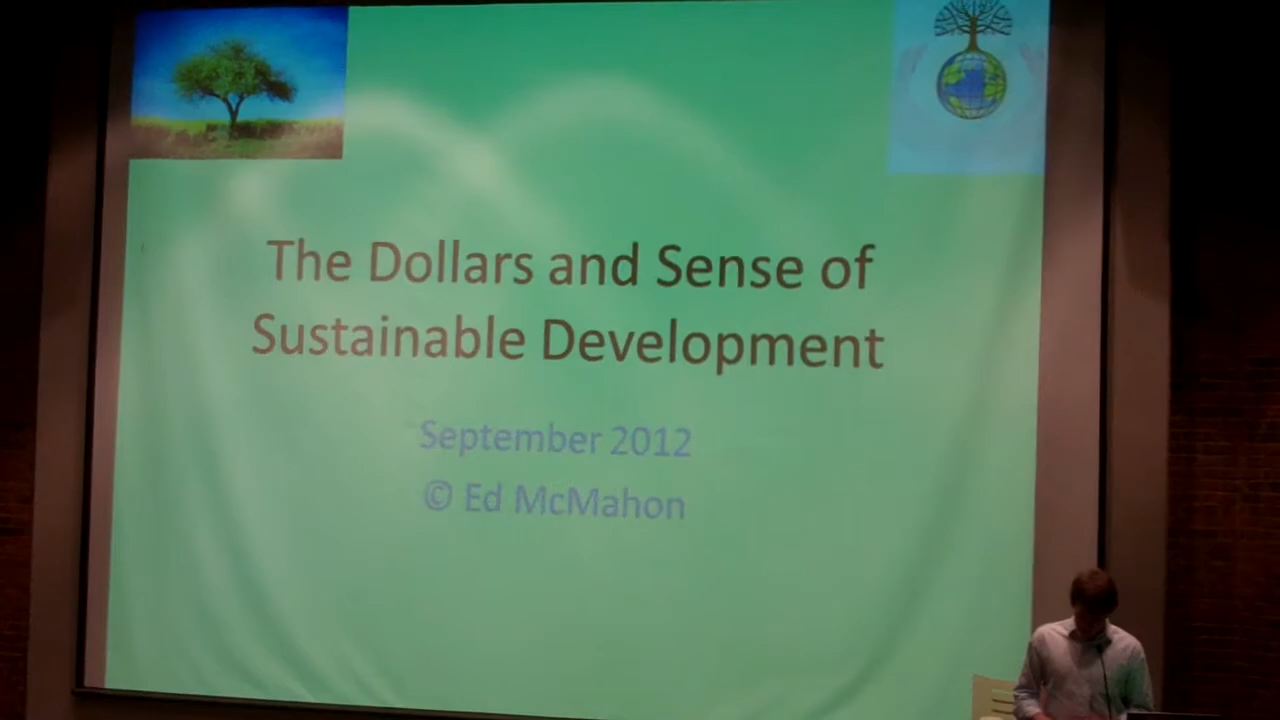 The Dollars and Sense of
Sustainable Development
September 2012
© Ed McMahon